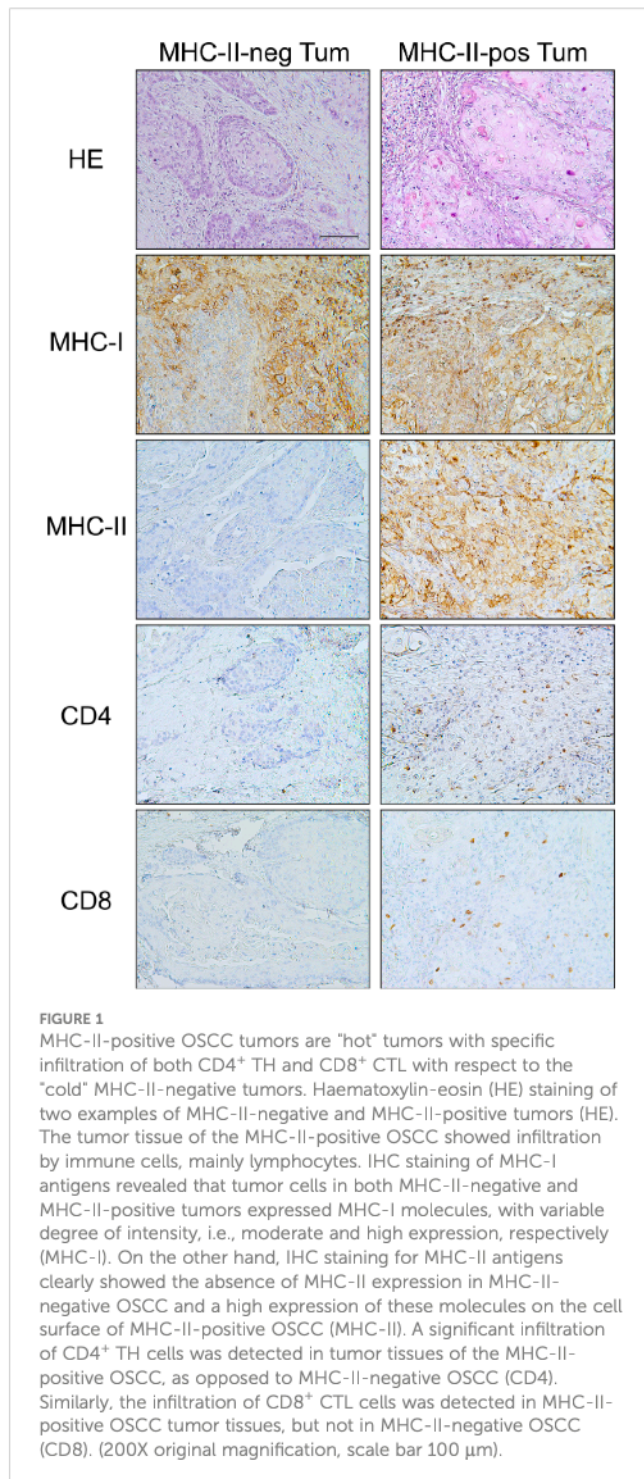 MHC-II-neg Tum MHC-II-pos Tum
HE
MHC-I
MHC-II
CD4
CD8
FIGURE 1
MHC-II-positive OSCC tumors are "hot" tumors with specific
infiltration of both CD4⁺ TH and CD8⁺ CTL with respect to the
"cold" MHC-II-negative tumors. Haematoxylin-eosin (HE) staining of
two examples of MHC-II-negative and MHC-II-positive tumors (HE).
The tumor tissue of the MHC-II-positive OSCC showed infiltration
by immune cells, mainly lymphocytes. IHC staining of MHC-I
antigens revealed that tumor cells in both MHC-II-negative and
MHC-II-positive tumors expressed MHC-I molecules, with variable
degree of intensity, i.e., moderate and high expression, respectively
(MHC-I). On the other hand, IHC staining for MHC-II antigens
clearly showed the absence of MHC-II expression in MHC-II-
negative OSCC and a high expression of these molecules on the cell
surface of MHC-II-positive OSCC (MHC-II). A significant infiltration
of CD4⁺ TH cells was detected in tumor tissues of the MHC-II-
positive OSCC, as opposed to MHC-II-negative OSCC (CD4).
Similarly, the infiltration of CD8⁺ CTL cells was detected in MHC-II-
positive OSCC tumor tissues, but not in MHC-II-negative OSCC
(CD8). (200X original magnification, scale bar 100 μm).